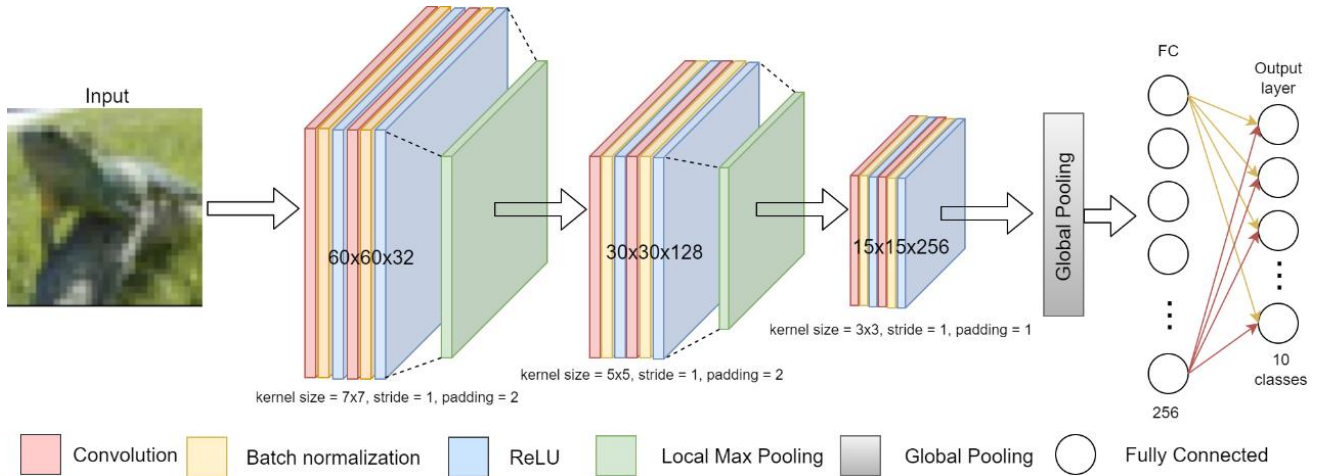 Input
60x60x32
kernel size = 7x7, stride = 1, padding = 2
30x30x128
kernel size = 5x5, stride = 1, padding = 2
15x15x256
kernel size = 3x3, stride = 1, padding = 1
Global Pooling
FC
256
Output
layer
10
classes
Convolution
Batch normalization
ReLU
Local Max Pooling
Global Pooling
Fully Connected